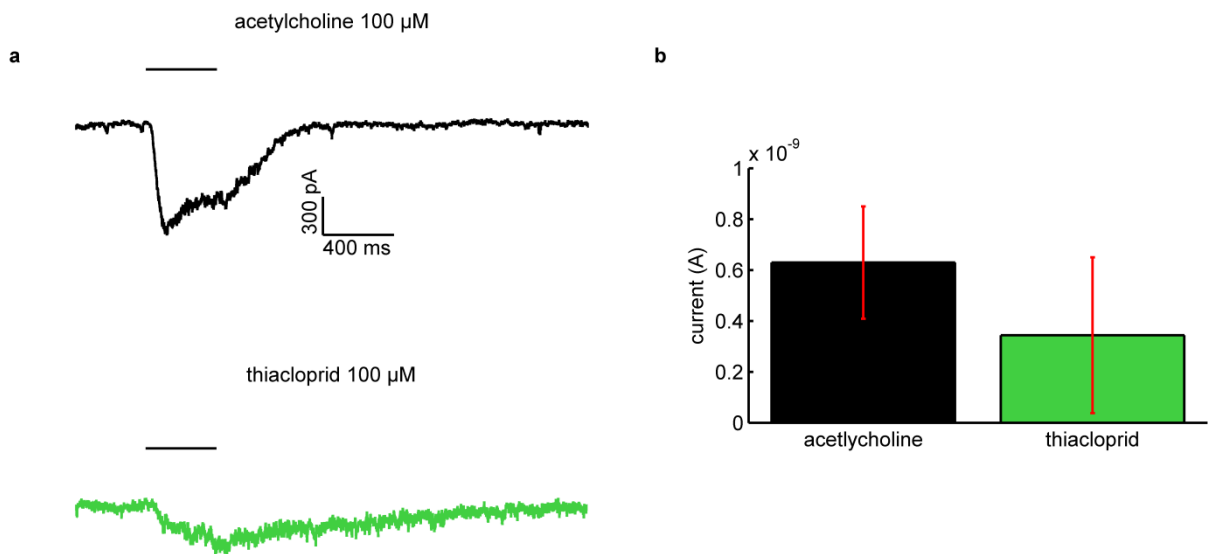 acetylcholine 100 µM
a
300 pA
400 ms
thiacloprid 100 µM
b
x 10-9
1
0.8
0.6
0.4
0.2
0
current (A)
acetlycholine
thiacloprid